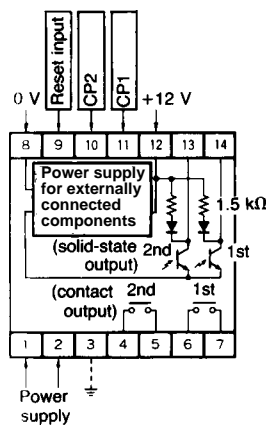 Reset input
CP2
CP1
0 V
+12 V
8 9 10 11 12 13 14
Power supply
for externally
connected
components
1.5 kΩ
(solid-state
output)
2nd
1st
(contact
output)
2nd
1st
1 2 3 4 5 6 7
Power
supply